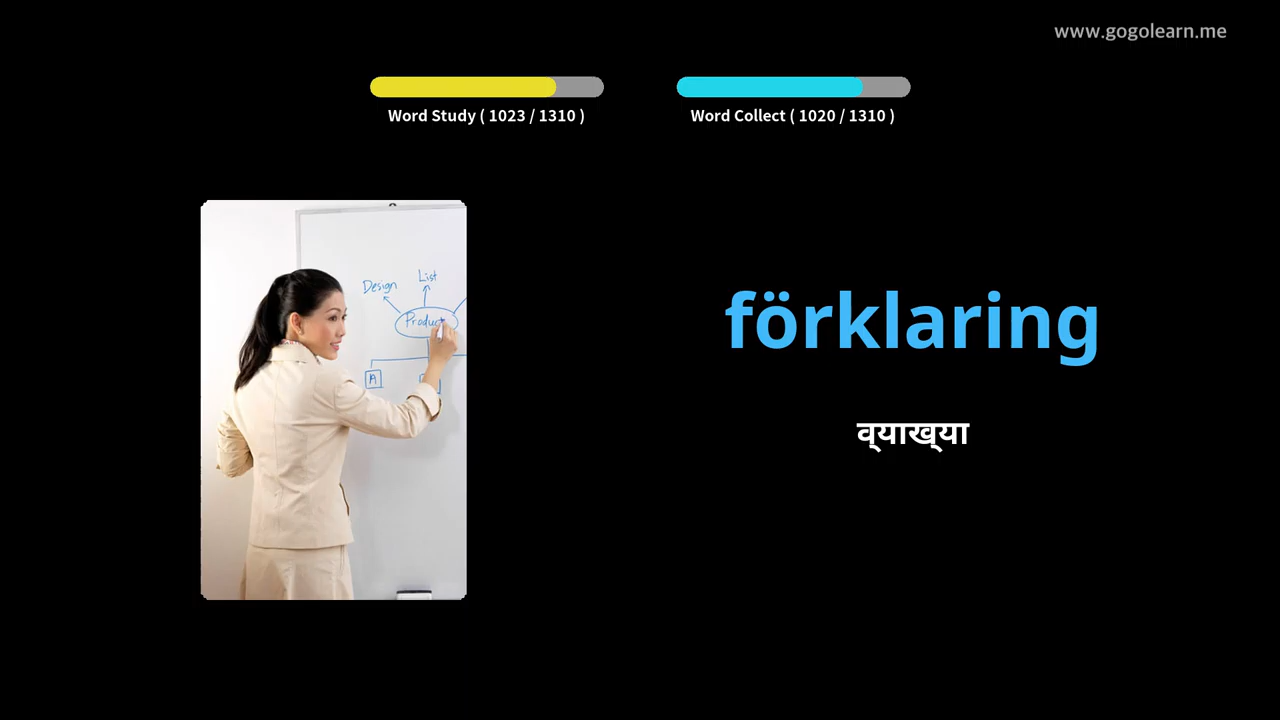 www.gogolearn.me
Word Study ( 1023 / 1310 )
Word Collect ( 1020 / 1310 )
Design
List
Product
A
förklaring
व्याख्या